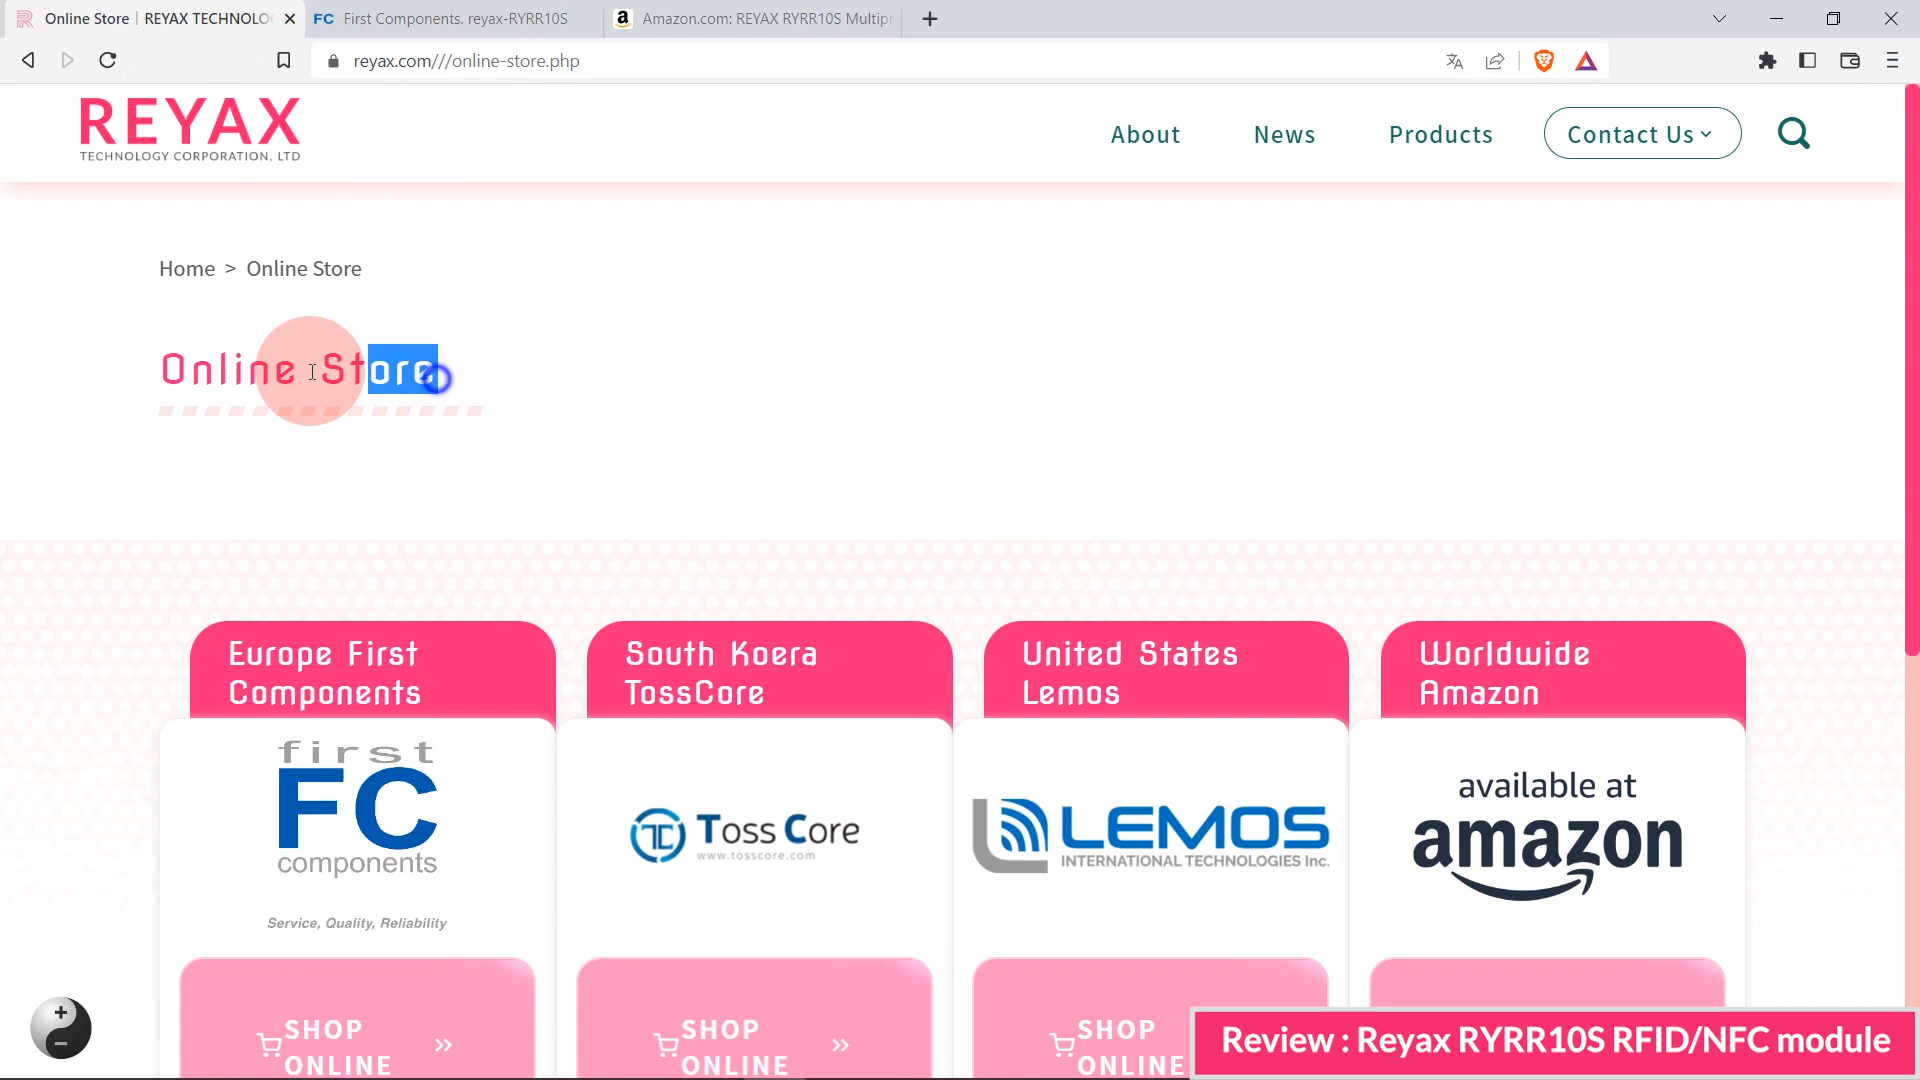 Online Store | REYAX TECHNOLO
FC First Components. reyax-RYRR10S
a Amazon.com: REYAX RYRR10S Multipr
reyax.com///online-store.php
REYAX
TECHNOLOGY CORPORATION, LTD
About
News
Products
Contact Us
Home > Online Store
Online Store
Europe First
Components
South Koera
TossCore
United States
Lemos
Worldwide
Amazon
first
FC
components
Service, Quality, Reliability
TC Toss Core
www.tosscore.com
LEMOS
INTERNATIONAL TECHNOLOGIES Inc.
available at
amazon
SHOP
ONLINE
SHOP
ONLINE
SHOP
ONLINE
Review : Reyax RYRR10S RFID/NFC module